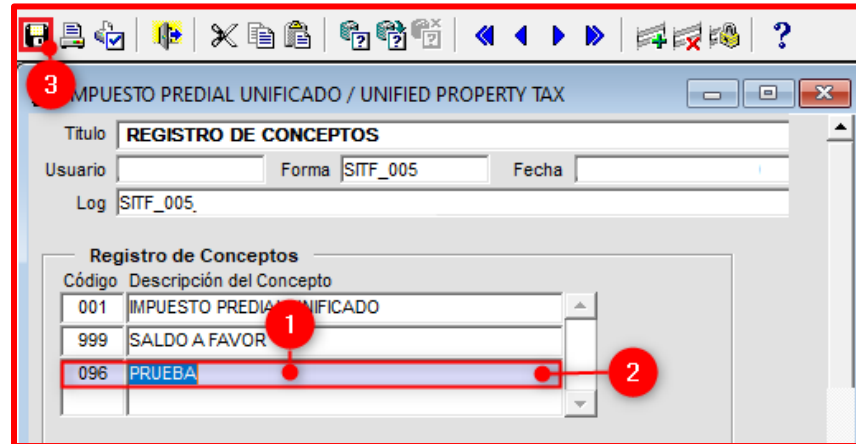 ?
?
?
?
3
IMPUESTO PREDIAL UNIFICADO / UNIFIED PROPERTY TAX
Titulo REGISTRO DE CONCEPTOS
Usuario Forma SITF_005 Fecha
Log SITF_005_
Registro de Conceptos
Código Descripción del Concepto
001 IMPUESTO PREDIAL UNIFICADO
1
999 SALDO A FAVOR
096 PRUEBA
2